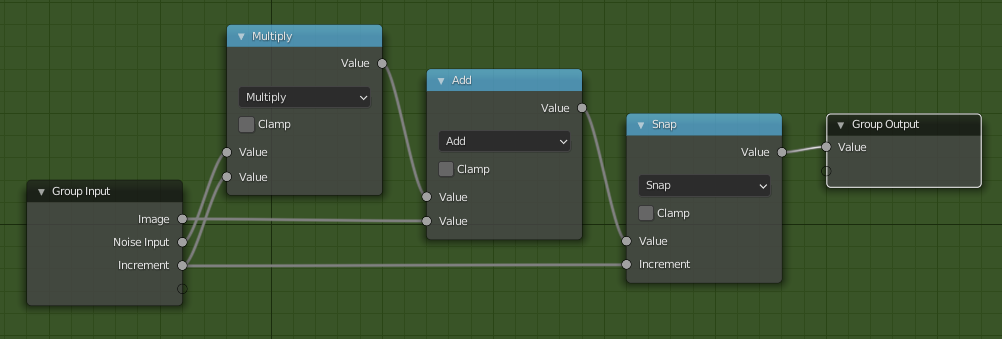 Multiply
Value
Multiply
Clamp
Value
Value
Group Input
Image
Noise Input
Increment
Add
Value
Add
Clamp
Value
Value
Snap
Value
Snap
Clamp
Value
Increment
Group Output
Value